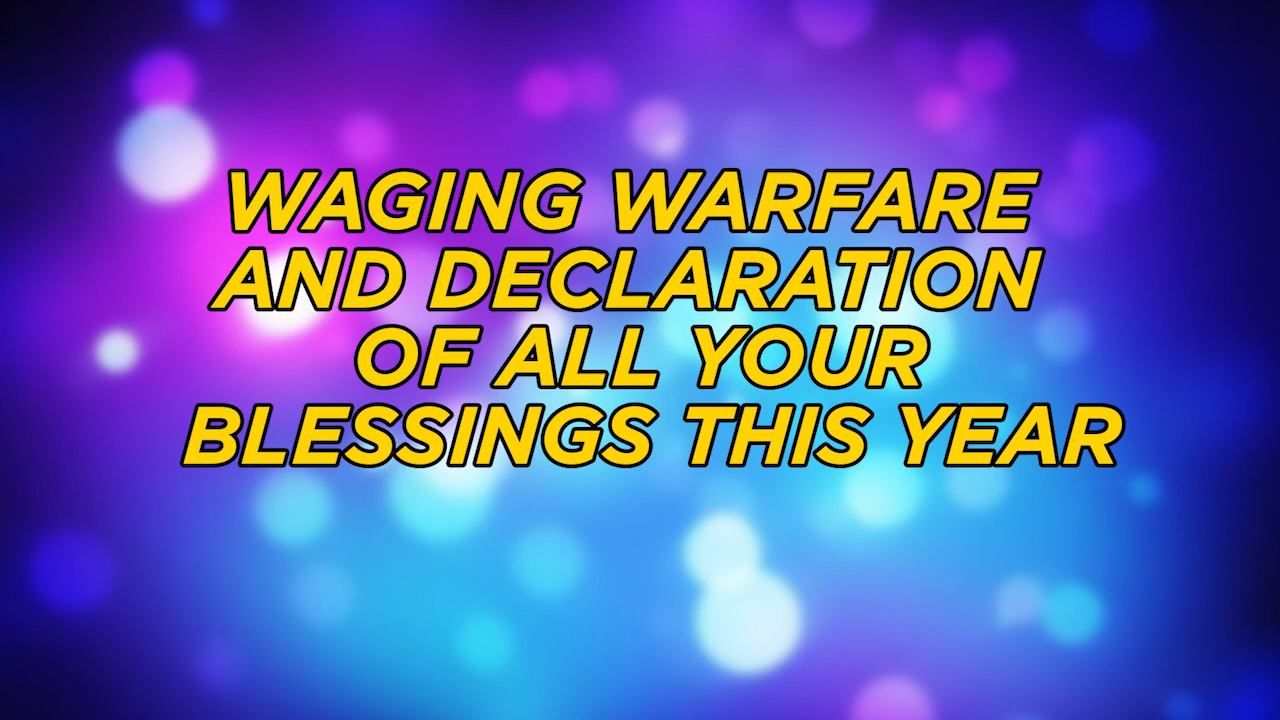 WAGING WARFARE
AND DECLARATION
OF ALL YOUR
BLESSINGS THIS YEAR